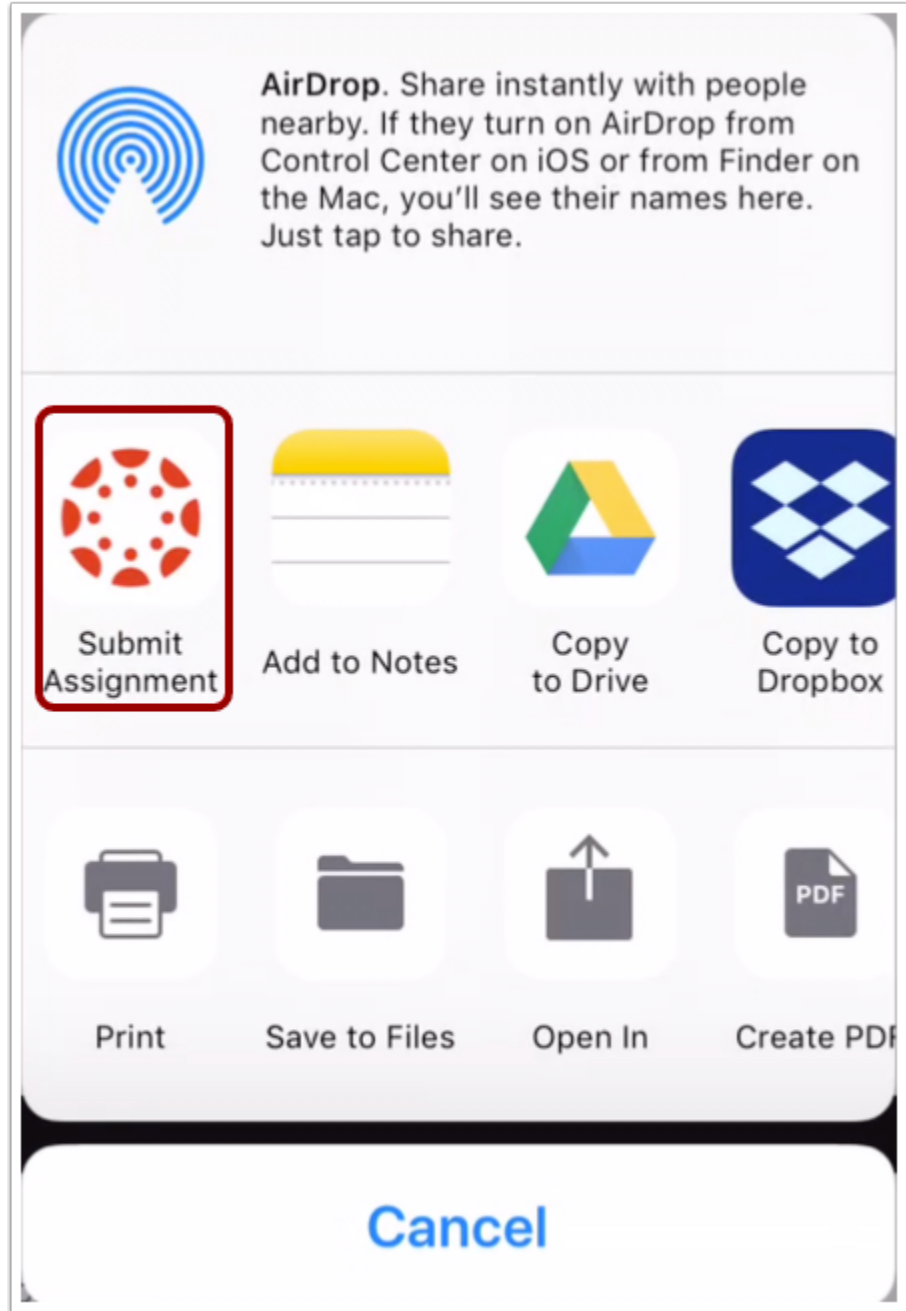 AirDrop. Share instantly with people
nearby. If they turn on AirDrop from
Control Center on iOS or from Finder on
the Mac, you'll see their names here.
Just tap to share.
Submit
Assignment
Add to Notes
Copy
to Drive
Copy to
Dropbox
PDF
Print
Save to Files
Open In
Create PDF
Cancel